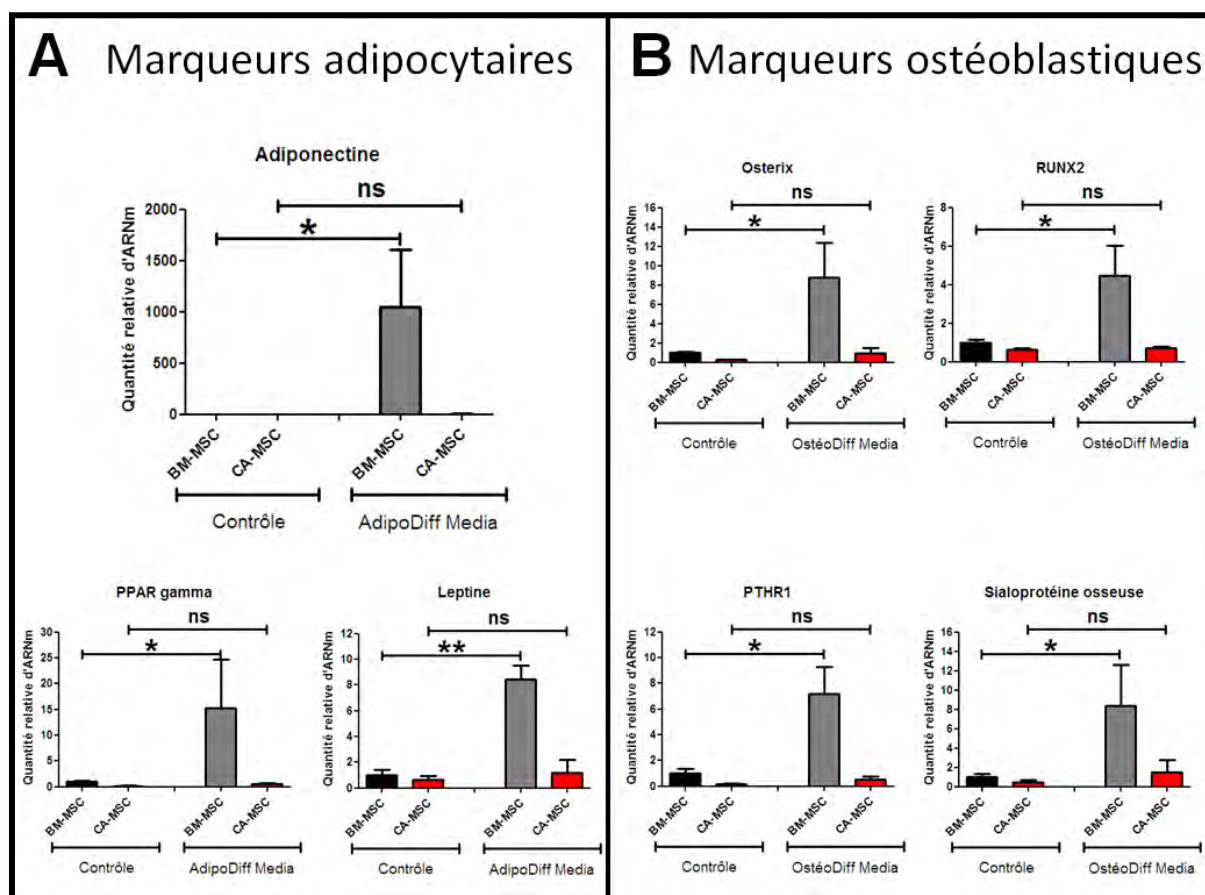 A Marqueurs adipocytaires
Adiponectine
Quantité relative d'ARNm
2000
1500
1000
500
0
*
ns
BM-MSC
CA-MSC
BM-MSC
CA-MSC
Contrôle
AdipoDiff Media
PPAR gamma
Quantité relative d'ARNm
30
25
20
15
10
5
0
*
ns
BM-MSC
CA-MSC
BM-MSC
CA-MSC
Contrôle
AdipoDiff Media
Leptine
Quantité relative d'ARNm
12
10
8
6
4
2
0
**
ns
BM-MSC
CA-MSC
BM-MSC
CA-MSC
Contrôle
AdipoDiff Media
B Marqueurs ostéoblastiques
Osterix
Quantité relative d'ARNm
16
14
12
10
8
6
4
2
0
*
ns
BM-MSC
CA-MSC
BM-MSC
CA-MSC
Contrôle
OstéoDiff Media
RUNX2
Quantité relative d'ARNm
8
6
4
2
0
*
ns
BM-MSC
CA-MSC
BM-MSC
CA-MSC
Contrôle
OstéoDiff Media
PTHR1
Quantité relative d'ARNm
12
10
8
6
4
2
0
*
ns
BM-MSC
CA-MSC
BM-MSC
CA-MSC
Contrôle
OstéoDiff Media
Sialoprotéine osseuse
Quantité relative d'ARNm
16
14
12
10
8
6
4
2
0
*
ns
BM-MSC
CA-MSC
BM-MSC
CA-MSC
Contrôle
OstéoDiff Media